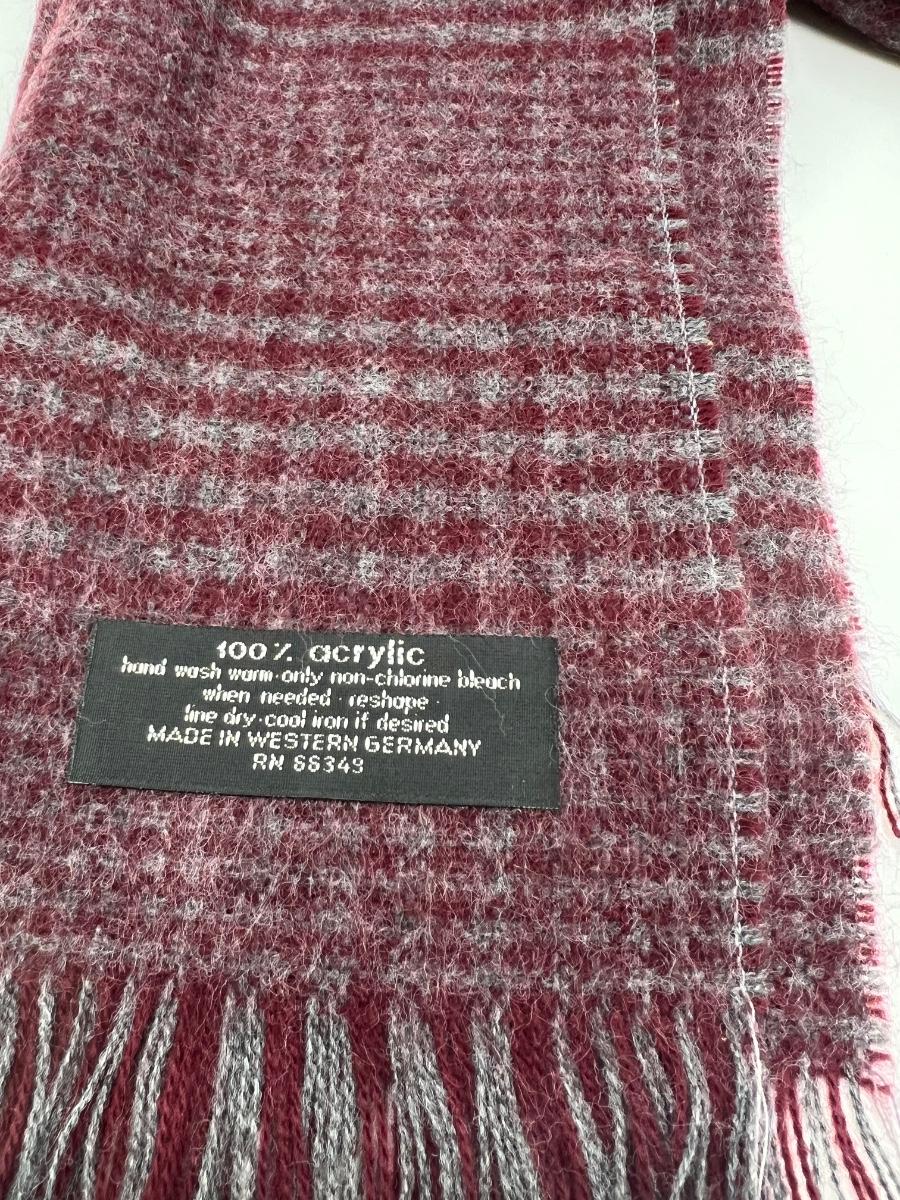 100% acrylic
hand wash warm·only non-chlorine bleach
when needed · reshape ·
line dry·cool iron if desired
MADE IN WESTERN GERMANY
RN 66349